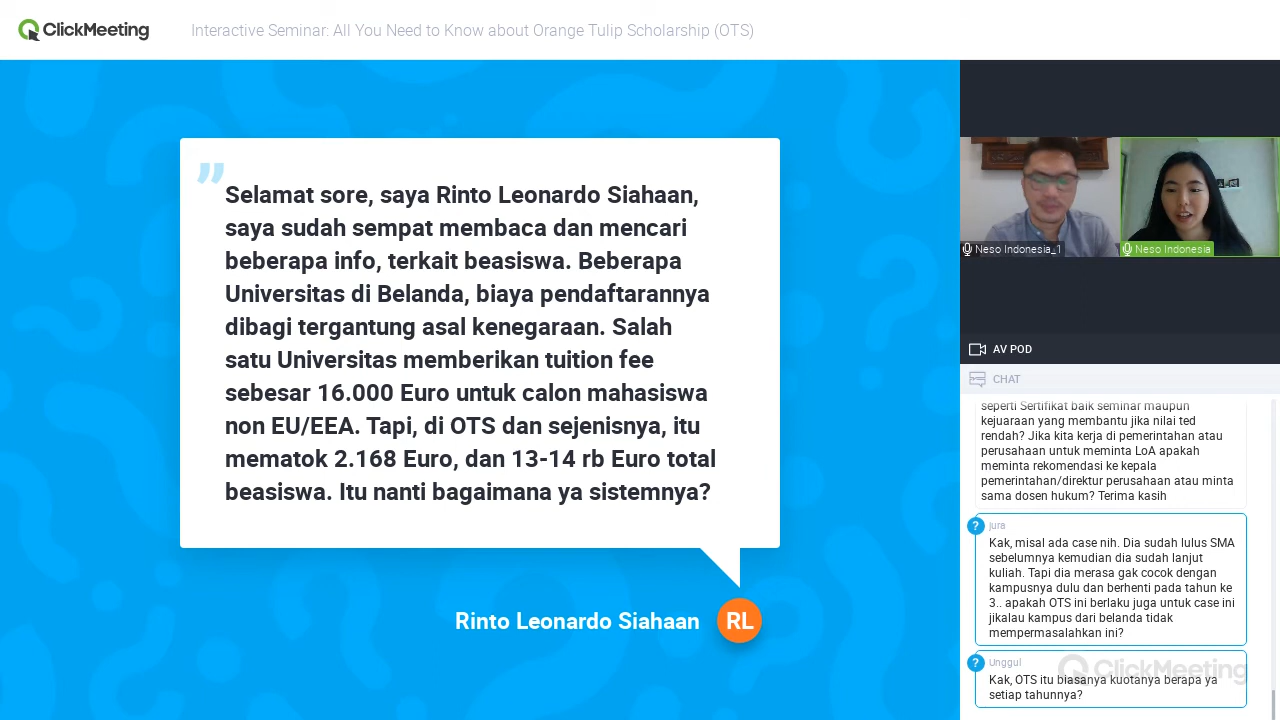 ClickMeeting
Interactive Seminar: All You Need to Know about Orange Tulip Scholarship (OTS)
”
Selamat sore, saya Rinto Leonardo Siahaan,
saya sudah sempat membaca dan mencari
beberapa info, terkait beasiswa. Beberapa
Universitas di Belanda, biaya pendaftarannya
dibagi tergantung asal kenegaraan. Salah
satu Universitas memberikan tuition fee
sebesar 16.000 Euro untuk calon mahasiswa
non EU/EEA. Tapi, di OTS dan sejenisnya, itu
mematok 2.168 Euro, dan 13-14 rb Euro total
beasiswa. Itu nanti bagaimana ya sistemnya?
Rinto Leonardo Siahaan
RL
Neso Indonesia_1
Neso Indonesia
AV POD
CHAT
seperti Sertifikat baik seminar maupun
kejuaraan yang membantu jika nilai ted
rendah? Jika kita kerja di pemerintahan atau
perusahaan untuk meminta LoA apakah
meminta rekomendasi ke kepala
pemerintahan/direktur perusahaan atau minta
sama dosen hukum? Terima kasih
?
jura
Kak, misal ada case nih. Dia sudah lulus SMA
sebelumnya kemudian dia sudah lanjut
kuliah. Tapi dia merasa gak cocok dengan
kampusnya dulu dan berhenti pada tahun ke
3.. apakah OTS ini berlaku juga untuk case ini
jikalau kampus dari belanda tidak
mempermasalahkan ini?
?
Unggul
Kak, OTS itu biasanya kuotanya berapa ya
setiap tahunnya?
ClickMeeting